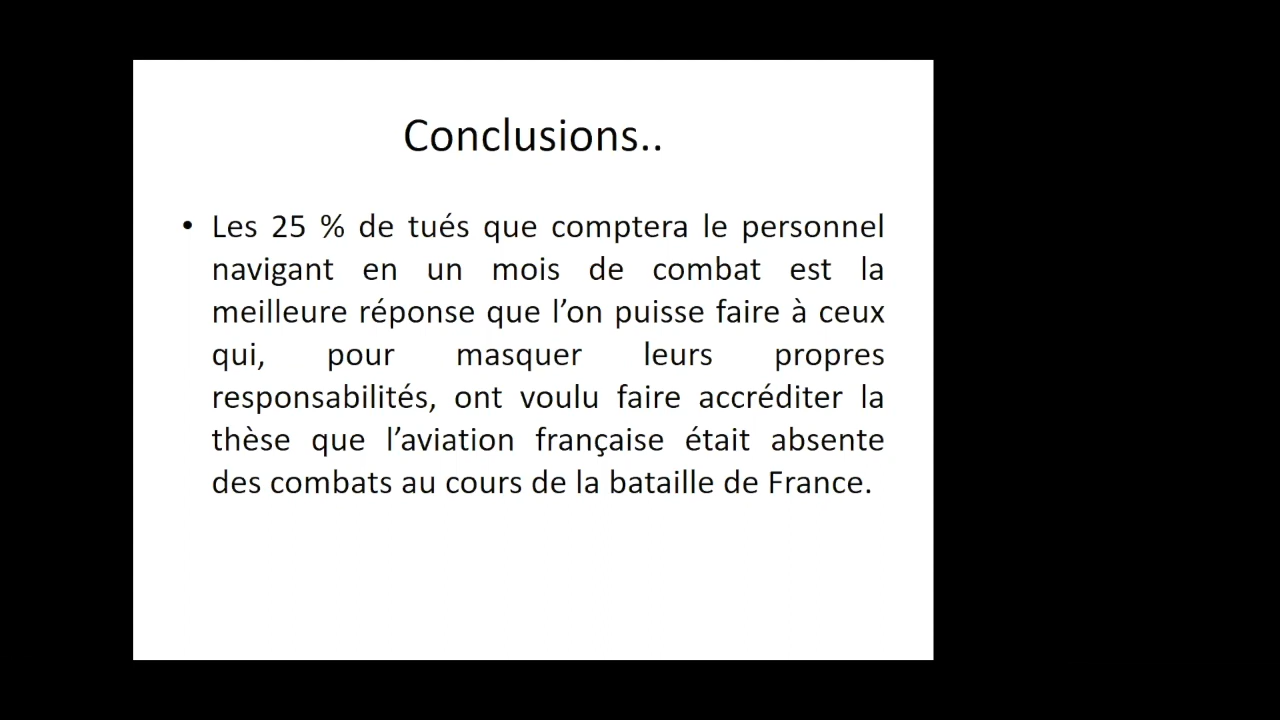 Conclusions..
• Les 25 % de tués que comptera le personnel
navigant en un mois de combat est la
meilleure réponse que l’on puisse faire à ceux
qui, pour masquer leurs propres
responsabilités, ont voulu faire accréditer la
thèse que l’aviation française était absente
des combats au cours de la bataille de France.